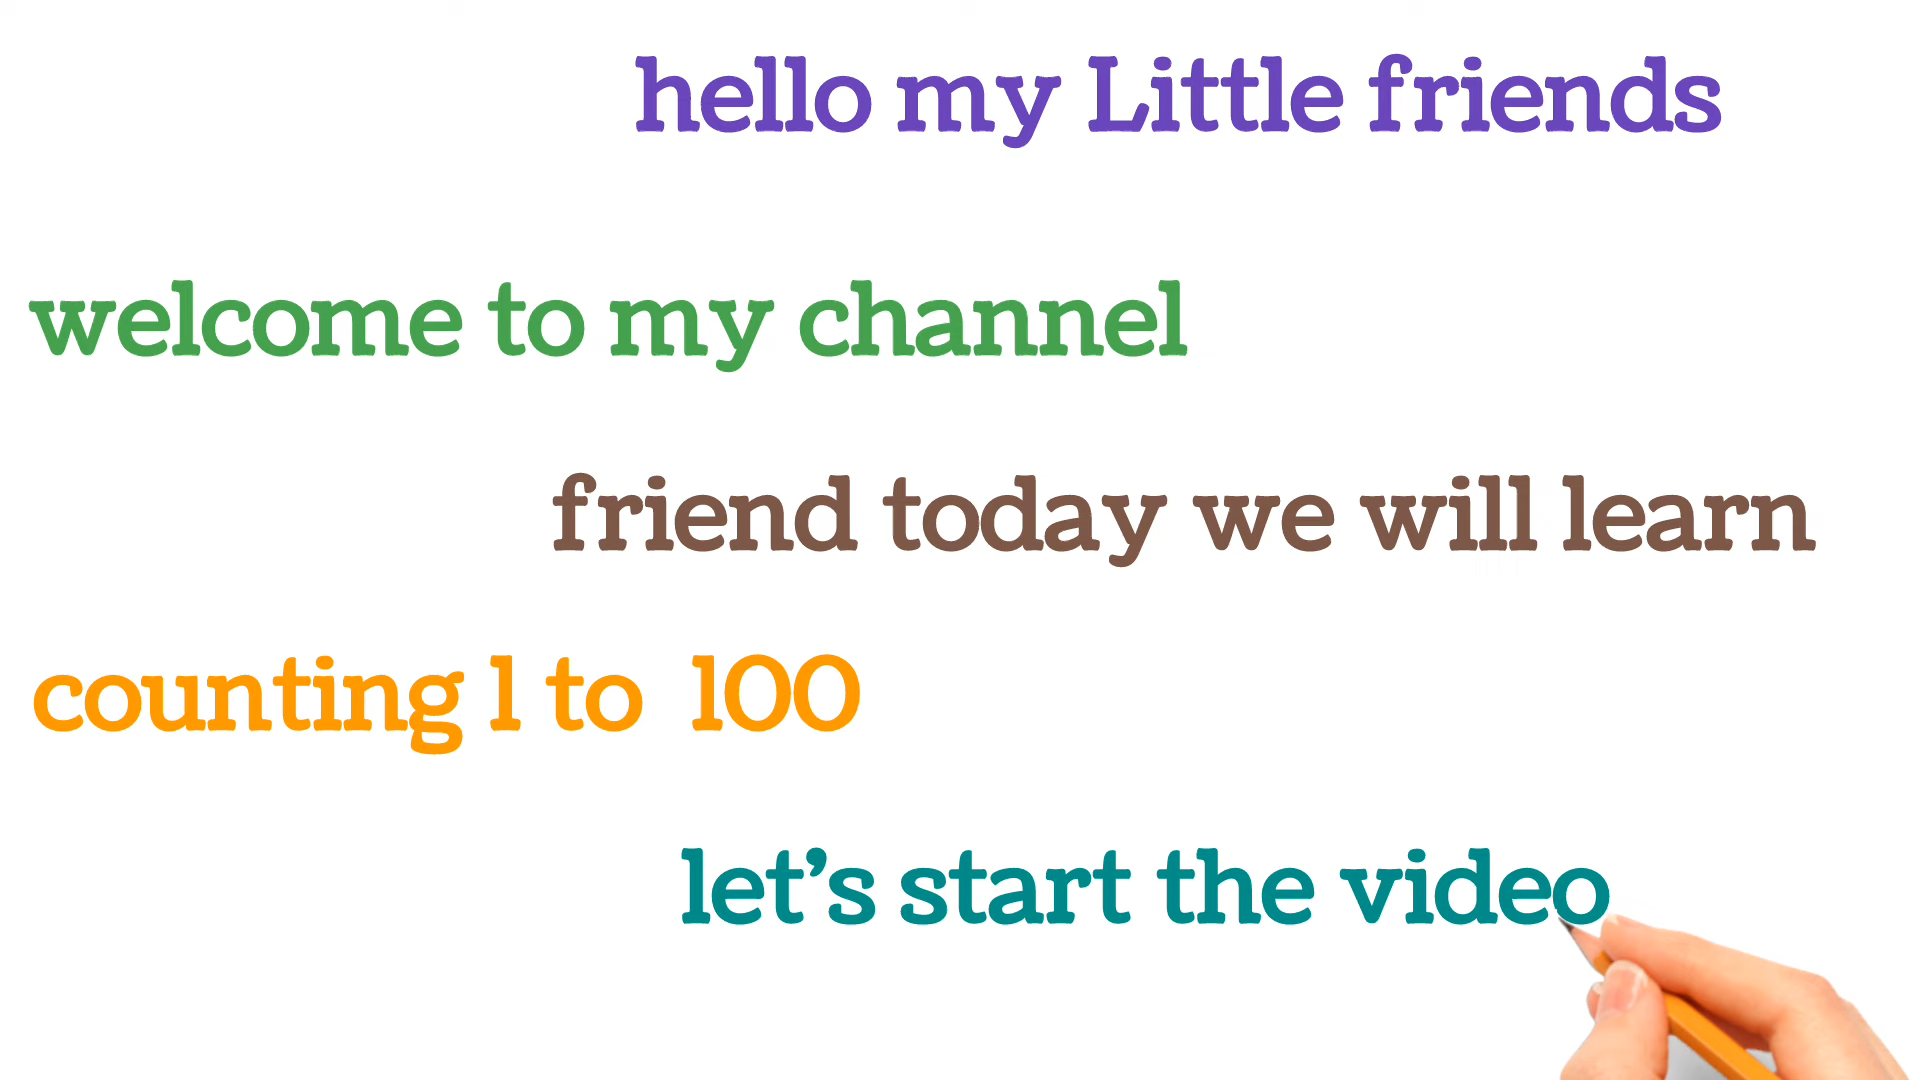 hello my Little friends
welcome to my channel
friend today we will learn
counting 1 to 100
let's start the video